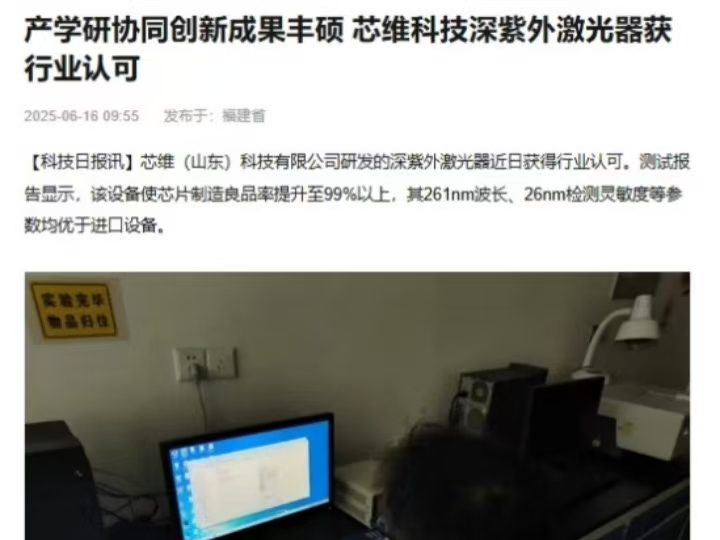 产学研协同创新成果丰硕 芯维科技深紫外激光器获
行业认可
2025-06-16 09:55 发布于：福建省
【科技日报讯】芯维（山东）科技有限公司研发的深紫外激光器近日获得行业认可。测试报
告显示，该设备使芯片制造良品率提升至99%以上，其261nm波长、26nm检测灵敏度等参
数均优于进口设备。
实验完毕
物品归位